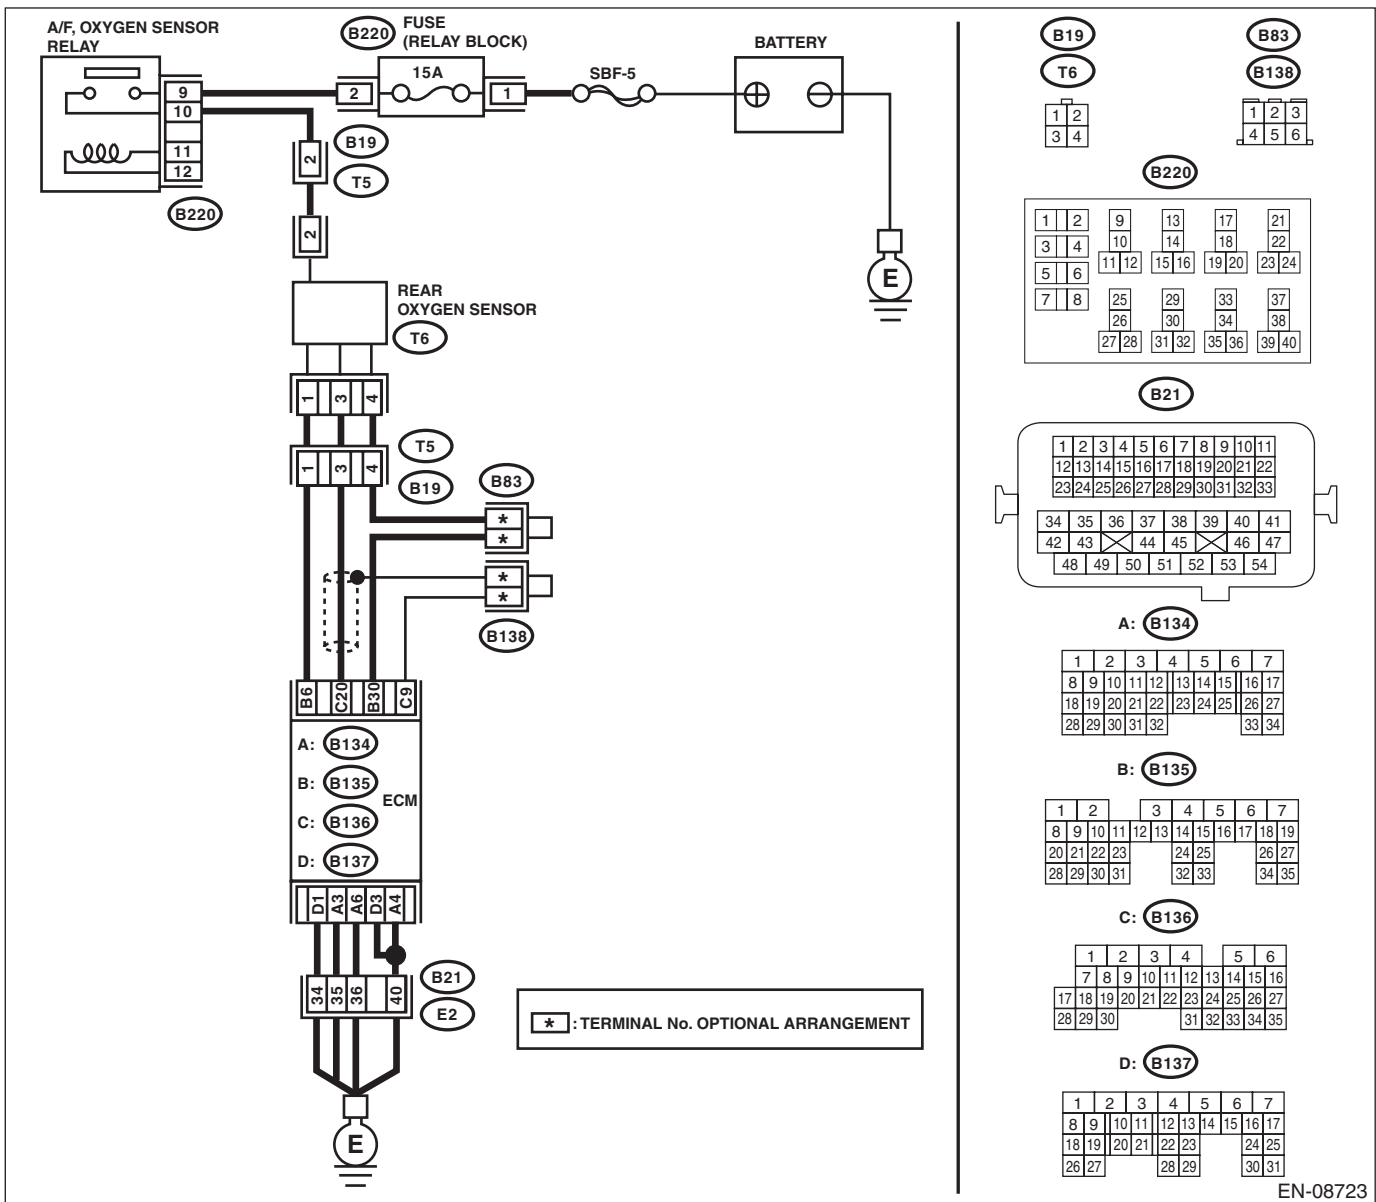 A/F, OXYGEN SENSOR
RELAY
9
10
11
12
B220
B220
FUSE
(RELAY BLOCK)
15A
2
1
SBF-5
BATTERY
E
2
B19
T5
2
REAR
OXYGEN SENSOR
T6
1 3 4
T5
1 3 4
B19
B83
*
*
*
*
B138
B6 C20 B30 C9
A: B134
B: B135
ECM
C: B136
D: B137
D1 A3 A6 D3 A4
34 35 36 40
B21
E2
E
* : TERMINAL No. OPTIONAL ARRANGEMENT
B19
T6
1 2
3 4
B83
B138
1 2 3
4 5 6
B220
1 2 9 13 17 21
3 4 10 14 18 22
11 12 15 16 19 20 23 24
5 6
7 8 25 29 33 37
26 30 34 38
27 28 31 32 35 36 39 40
B21
1 2 3 4 5 6 7 8 9 10 11
12 13 14 15 16 17 18 19 20 21 22
23 24 25 26 27 28 29 30 31 32 33
34 35 36 37 38 39 40 41
42 43 44 45 46 47
48 49 50 51 52 53 54
A: B134
1 2 3 4 5 6 7
8 9 10 11 12 13 14 15 16 17
18 19 20 21 22 23 24 25 26 27
28 29 30 31 32 33 34
B: B135
1 2 3 4 5 6 7
8 9 10 11 12 13 14 15 16 17 18 19
20 21 22 23 24 25 26 27
28 29 30 31 32 33 34 35
C: B136
1 2 3 4 5 6
7 8 9 10 11 12 13 14 15 16
17 18 19 20 21 22 23 24 25 26 27
28 29 30 31 32 33 34 35
D: B137
1 2 3 4 5 6 7
8 9 10 11 12 13 14 15 16 17
18 19 20 21 22 23 24 25
26 27 28 29 30 31
EN-08723